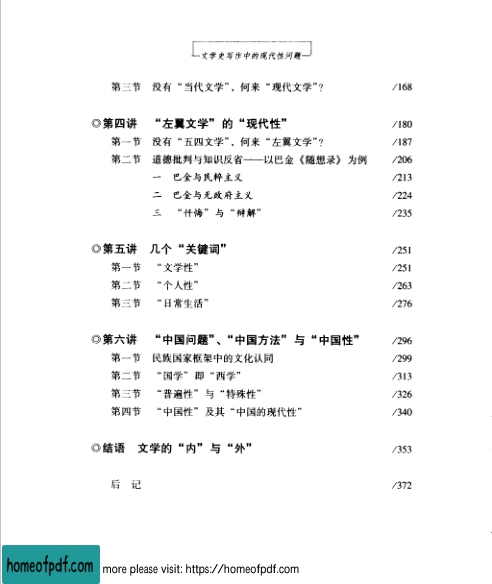 文学史写作中的现代性问题
第三节 没有“当代文学”,何来“现代文学”? /168
◎第四讲 “左翼文学”的“现代性” /180
第一节 没有“五四文学”,何来“左翼文学”? /187
第二节 道德批判与知识反省——以巴金《随想录》为例 /206
一 巴金与民粹主义 /213
二 巴金与无政府主义 /224
三 “忏悔”与“辩解” /235
◎第五讲 几个“关键词” /251
第一节 “文学性” /251
第二节 “个人性” /263
第三节 “日常生活” /276
◎第六讲 “中国问题”、“中国方法”与“中国性” /296
第一节 民族国家框架中的文化认同 /299
第二节 “国学”即“西学” /313
第三节 “普遍性”与“特殊性” /326
第四节 “中国性”及其“中国的现代性” /340
◎结语 文学的“内”与“外” /353
后 记 /372
homeofpdf.com more please visit: https://homeofpdf.com